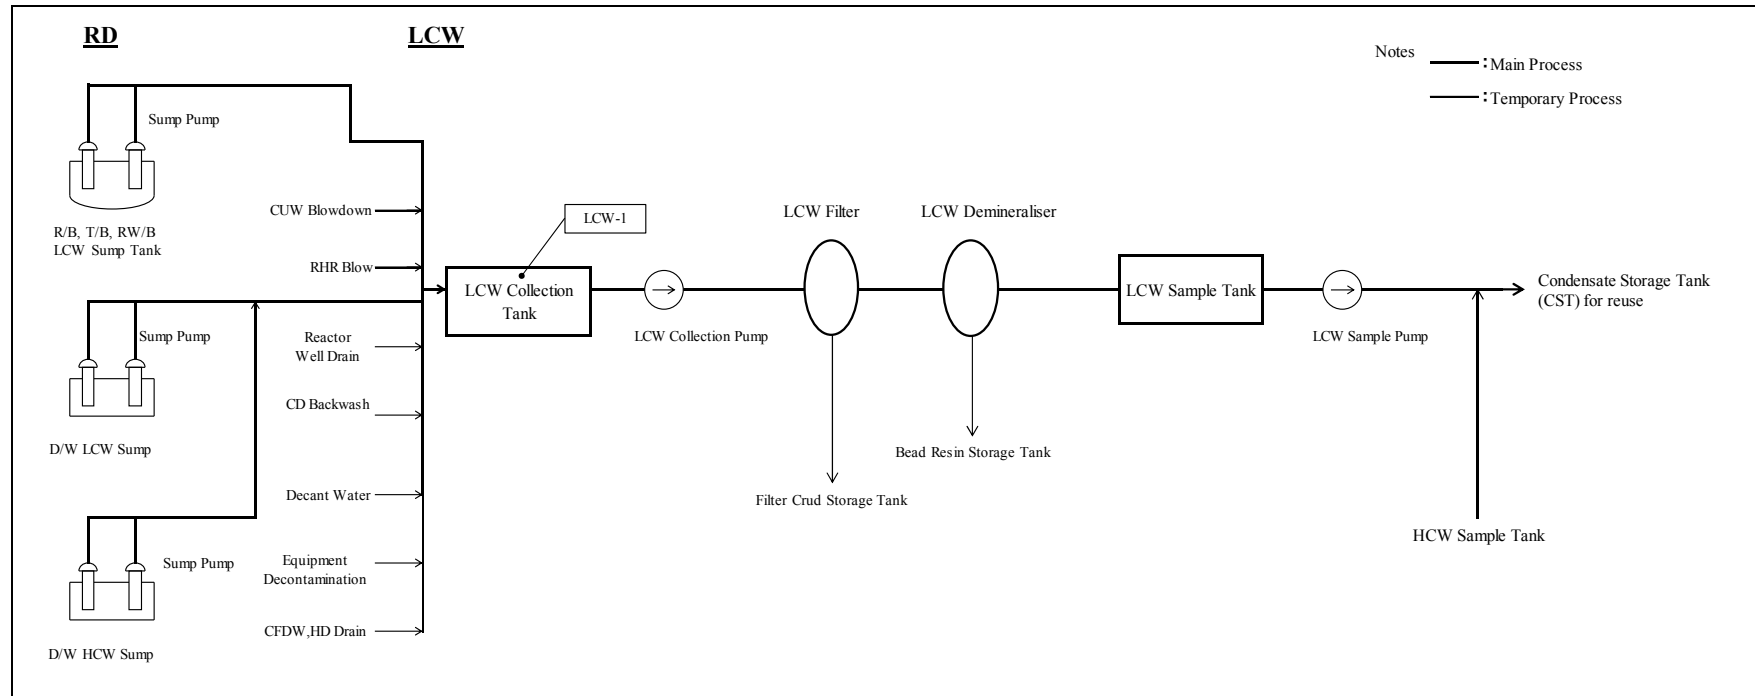 RD
LCW
Notes
:Main Process
:Temporary Process
Sump Pump
R/B, T/B, RW/B
LCW Sump Tank
CUW Blowdown
RHR Blow
LCW-1
LCW Filter
LCW Demineraliser
LCW Collection
Tank
LCW Collection Pump
LCW Sample Tank
LCW Sample Pump
Condensate Storage Tank
(CST) for reuse
Sump Pump
D/W LCW Sump
Reactor
Well Drain
CD Backwash
Decant Water
Equipment
Decontamination
CFDW,HD Drain
Bead Resin Storage Tank
Filter Crud Storage Tank
HCW Sample Tank
Sump Pump
D/W HCW Sump